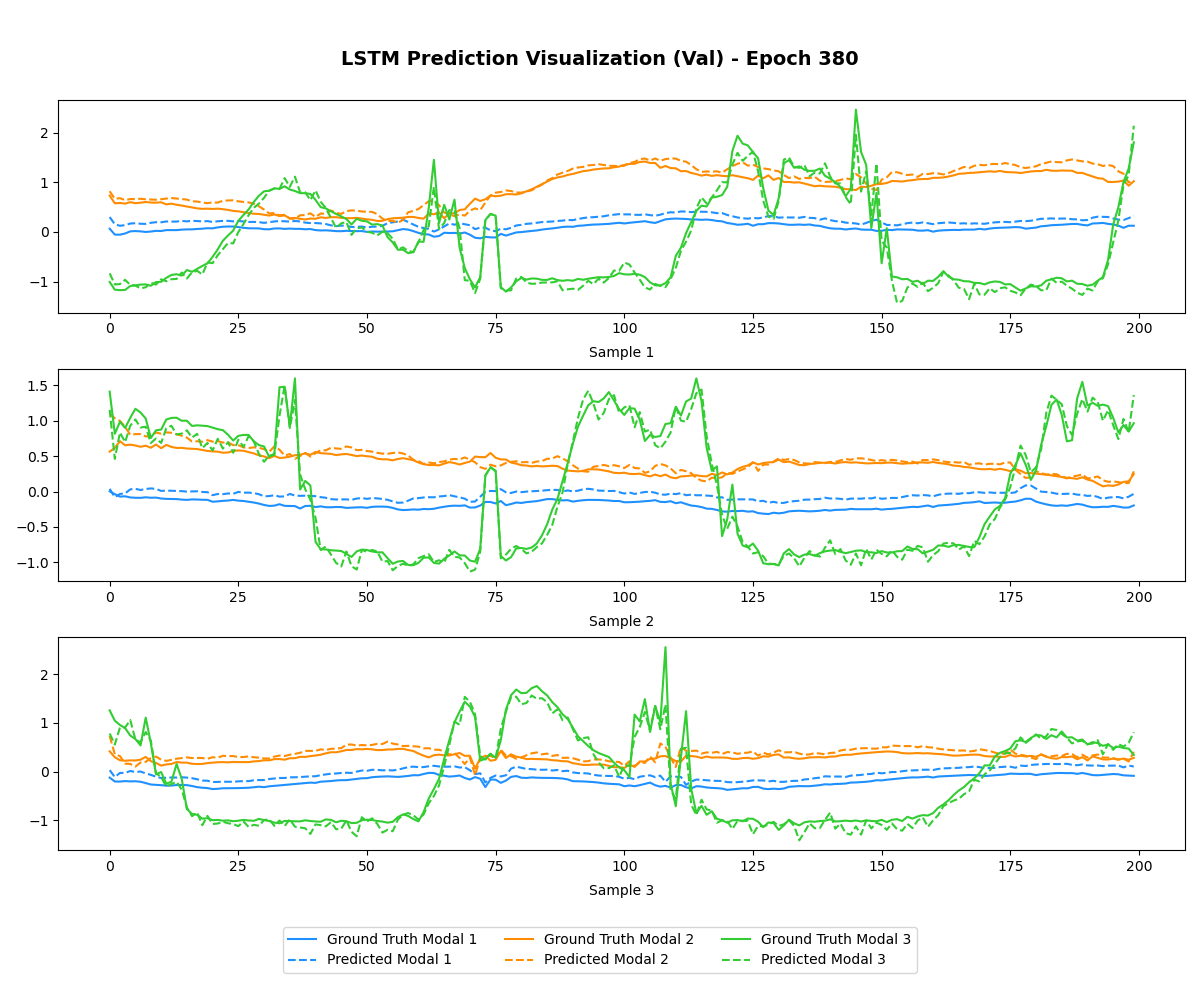 LSTM Prediction Visualization (Val) - Epoch 380
2
1
0
−1
0 25 50 75 100 125 150 175 200
Sample 1
1.5
1.0
0.5
0.0
−0.5
−1.0
0 25 50 75 100 125 150 175 200
Sample 2
2
1
0
−1
0 25 50 75 100 125 150 175 200
Sample 3
Ground Truth Modal 1 Ground Truth Modal 2 Ground Truth Modal 3
Predicted Modal 1 Predicted Modal 2 Predicted Modal 3